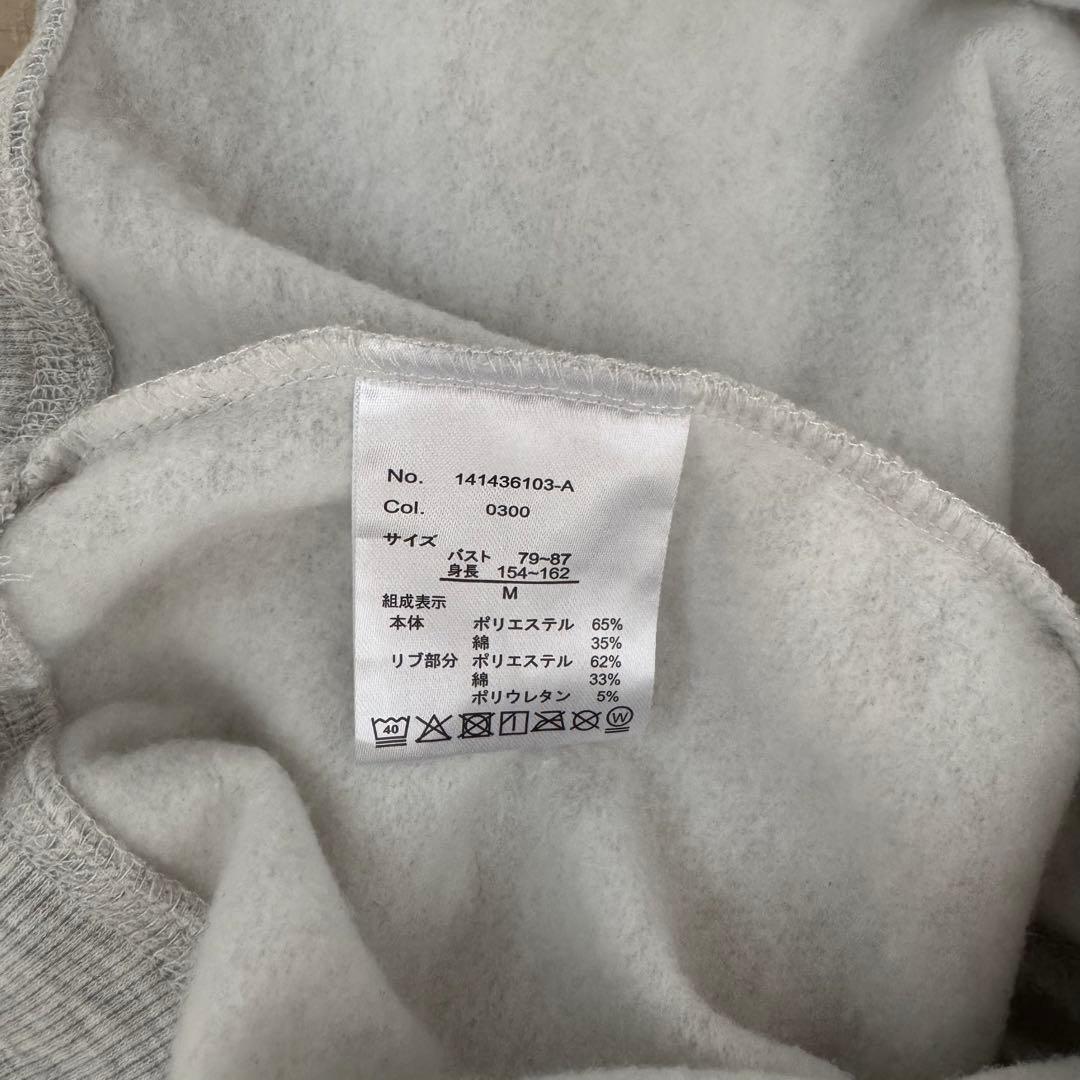 No. 141436103-A
Col. 0300
サイズ
バスト 79~87
身長 154~162
M
組成表示
本体 ポリエステル 65%
綿 35%
リブ部分 ポリエステル 62%
綿 33%
ポリウレタン 5%
40 W